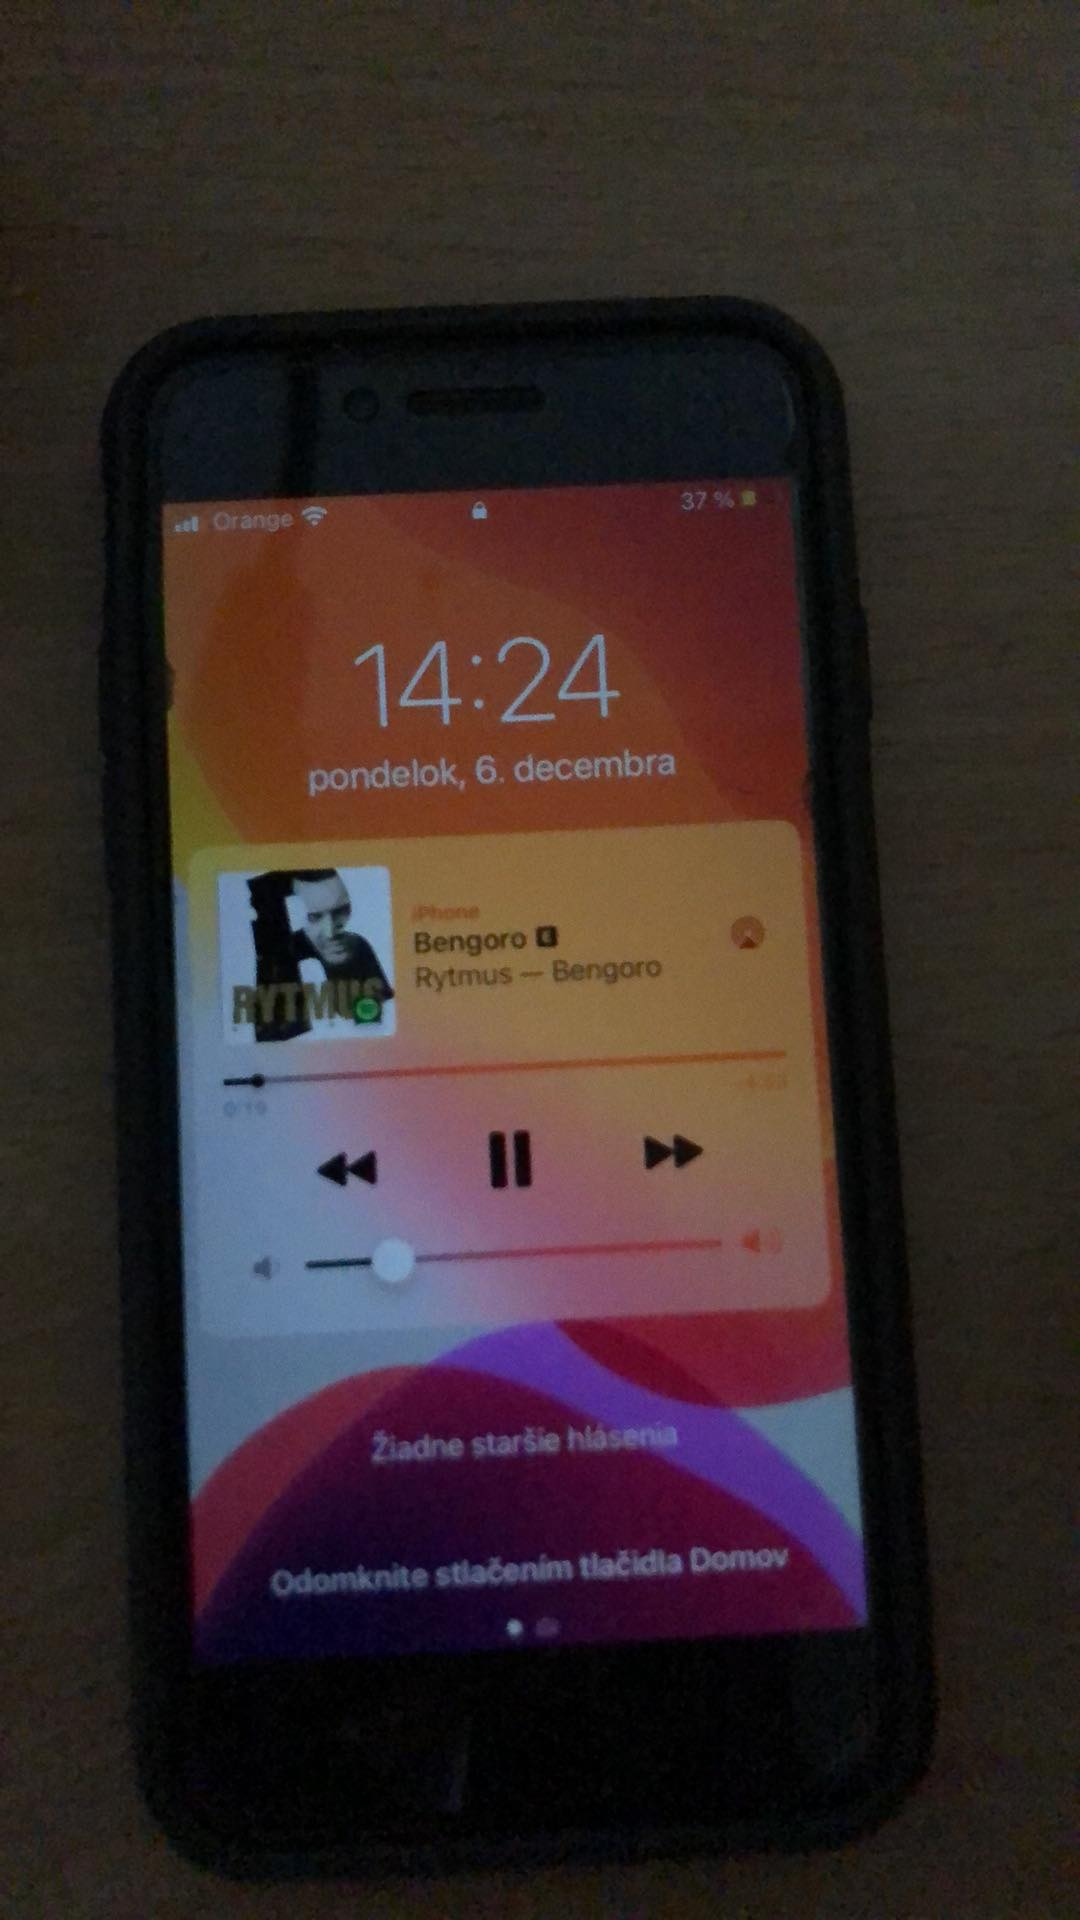 Orange
37 %
14:24
pondelok, 6. decembra
iPhone
Bengoro E
Rytmus — Bengoro
RYTMUS
Žiadne staršie hlásenia
Odomknite stlačením tlačidla Domov